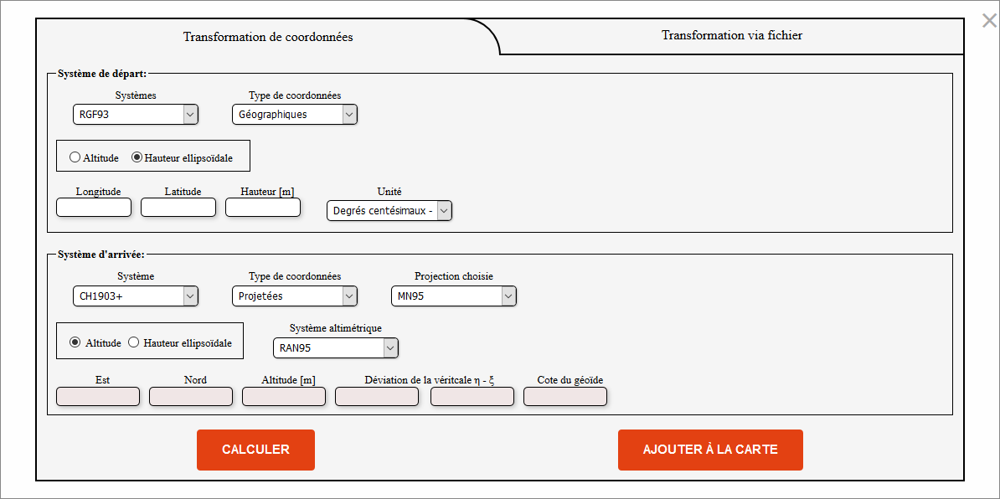 Transformation de coordonnées
Transformation via fichier
Système de départ:
Systèmes Type de coordonnées
RGF93 Géographiques
Altitude Hauteur ellipsoïdale
Longitude Latitude Hauteur [m] Unité
Degrés centésimaux -
Système d'arrivée:
Système Type de coordonnées Projection choisie
CH1903+ Projetées MN95
Système altimétrique
Altitude Hauteur ellipsoïdale RAN95
Est Nord Altitude [m] Déviation de la véritcale η - ξ Cote du géoïde
CALCULER AJOUTER À LA CARTE